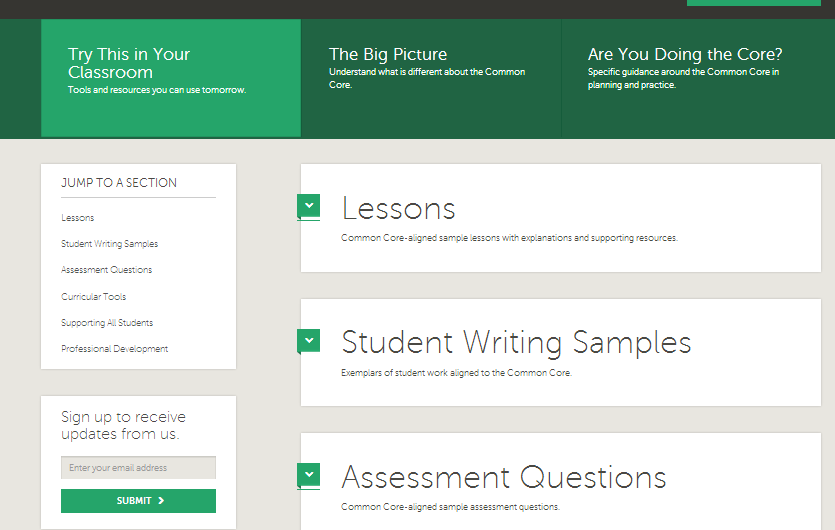 Try This in Your
Classroom
Tools and resources you can use tomorrow.
The Big Picture
Understand what is different about the Common
Core.
Are You Doing the Core?
Specific guidance around the Common Core in
planning and practice.
JUMP TO A SECTION
Lessons
Student Writing Samples
Assessment Questions
Curricular Tools
Supporting All Students
Professional Development
Sign up to receive
updates from us.
Enter your email address
SUBMIT
Lessons
Common Core-aligned sample lessons with explanations and supporting resources.
Student Writing Samples
Exemplars of student work aligned to the Common Core.
Assessment Questions
Common Core-aligned sample assessment questions.